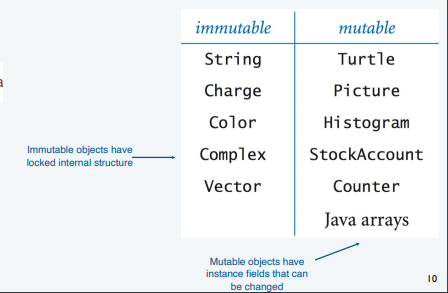 immutable mutable
String Turtle
Charge Picture
Color Histogram
Complex StockAccount
Vector Counter
Java arrays
Immutable objects have
locked internal structure
Mutable objects have
instance fields that can
be changed
10